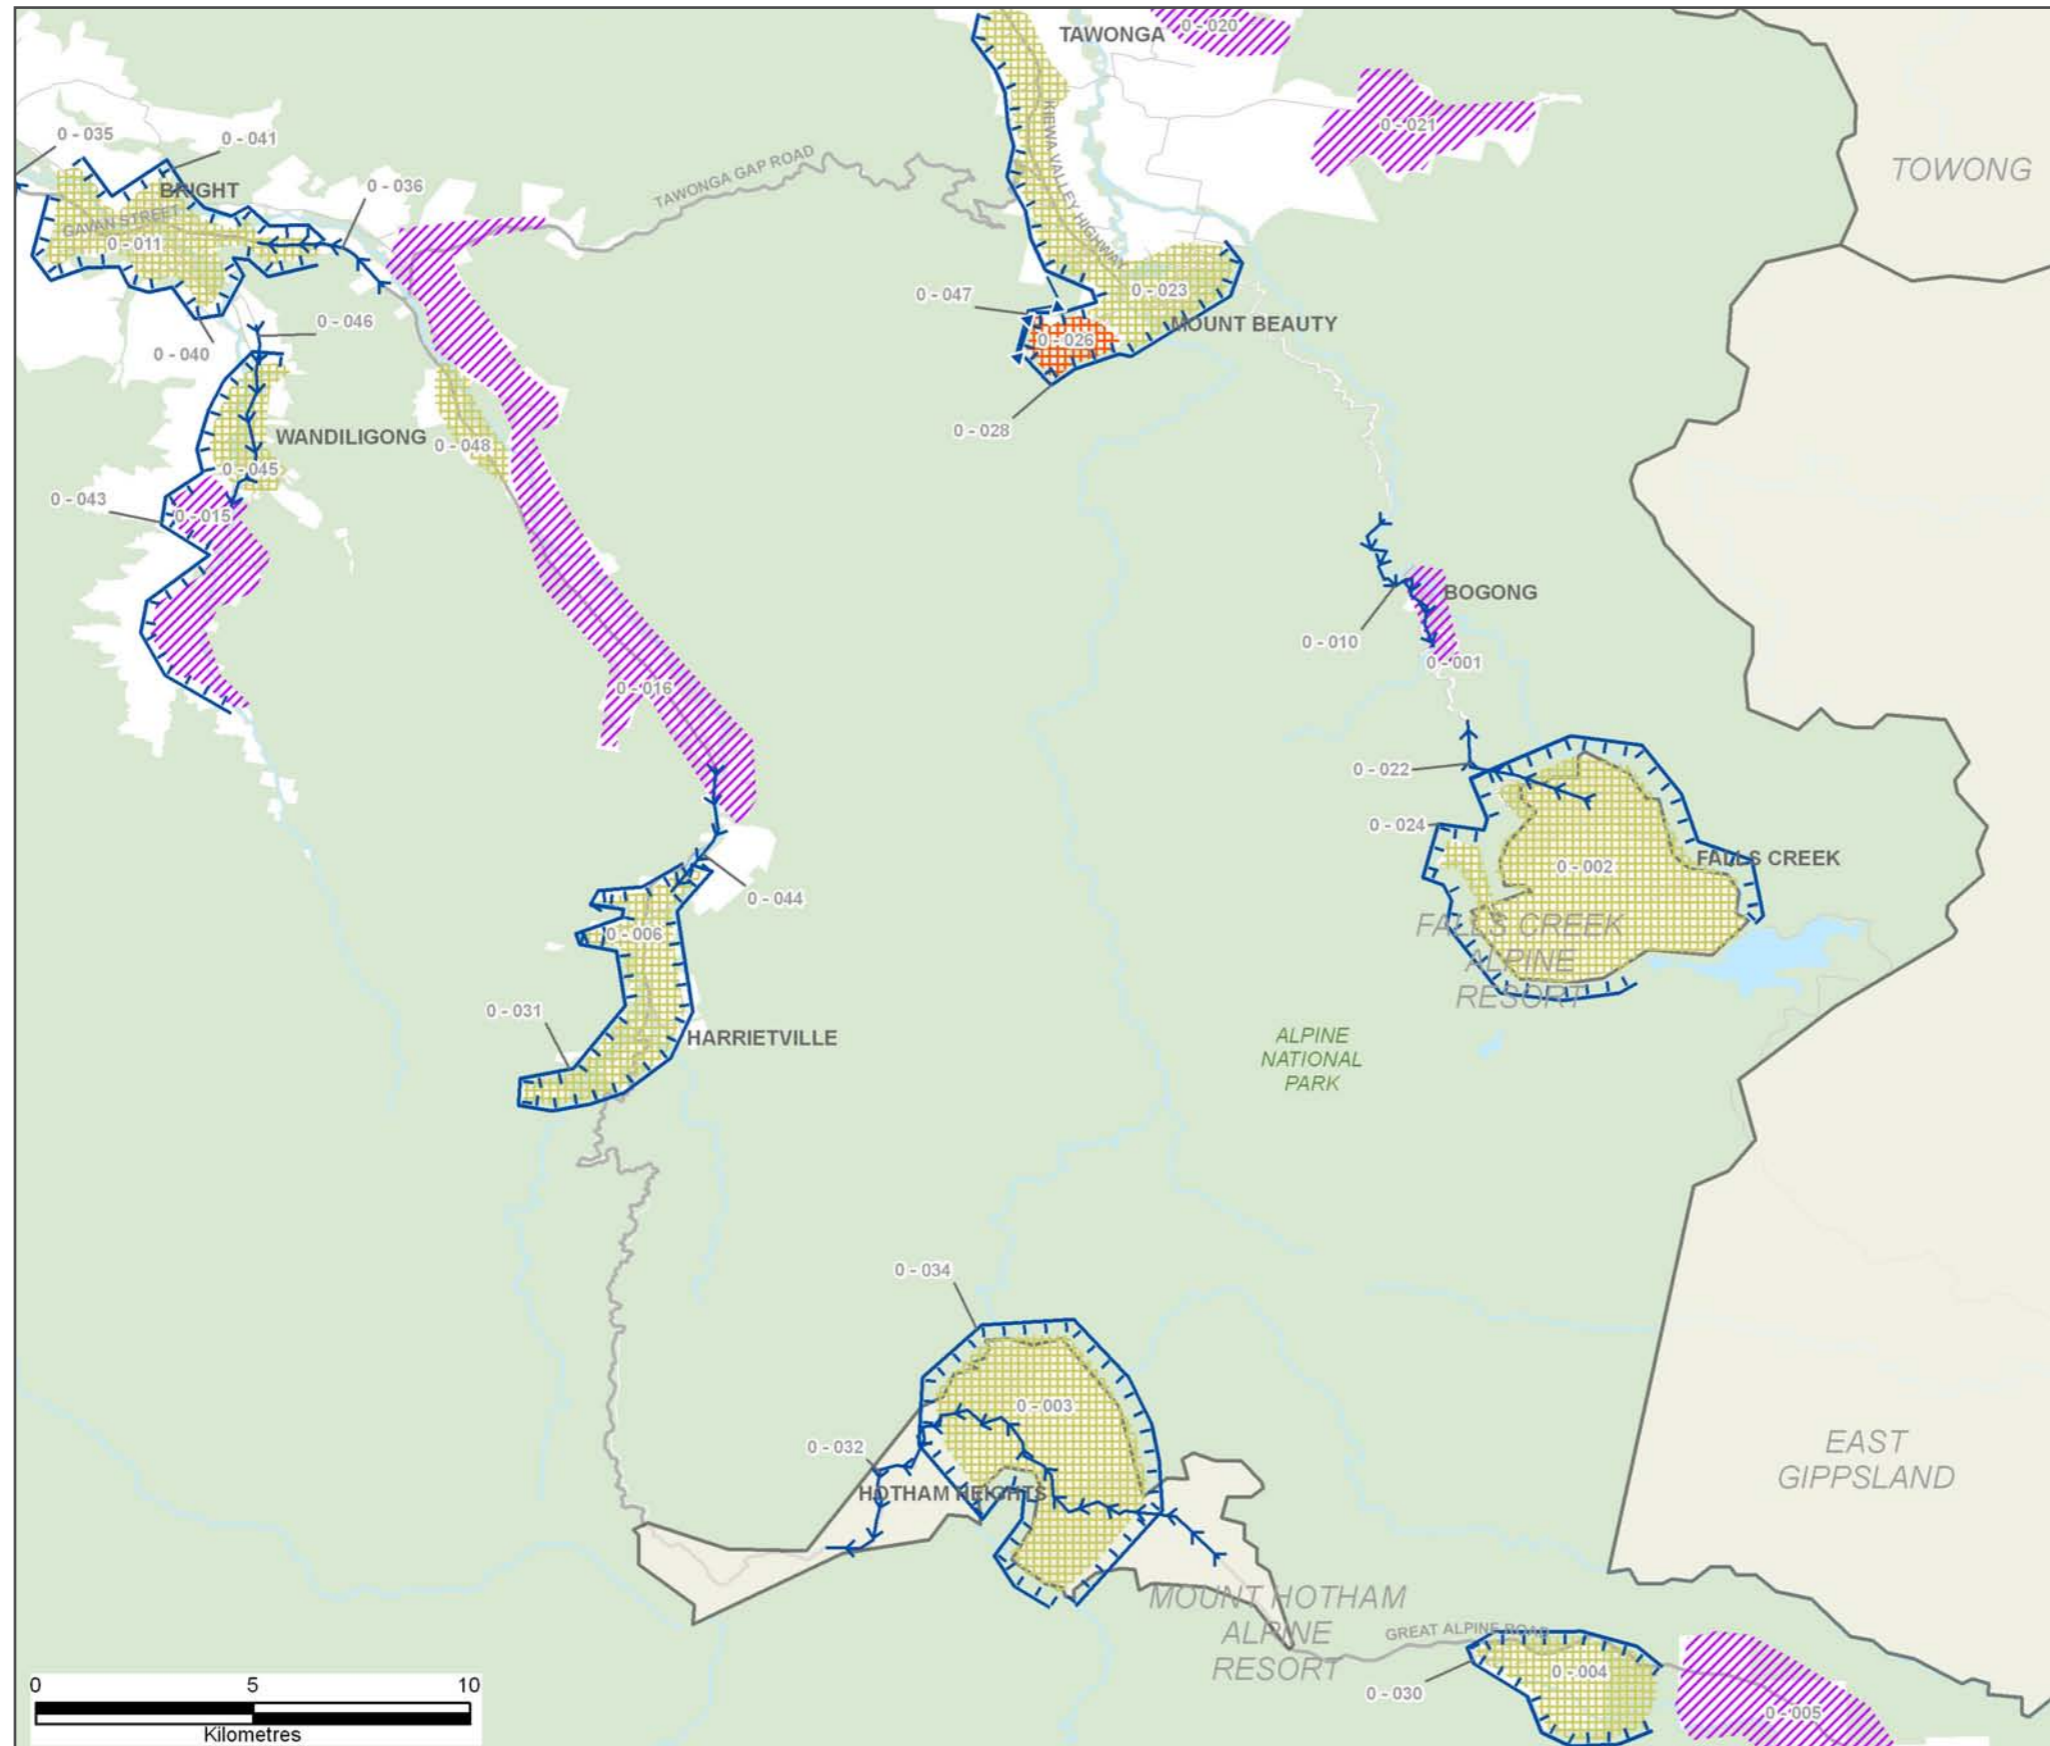 0 - 020
TAWONGA
0 - 021
0 - 035
0 - 041
TOWONG
BRIGHT
0 - 036
TAWONGA GAP ROAD
KIEWA VALLEY HIGHWAY
GAVAN STREET
0 - 011
0 - 047
0 - 023
0 - 046
MOUNT BEAUTY
0 - 026
0 - 040
0 - 028
WANDILIGONG
0 - 048
0 - 045
0 - 043
0 - 015
BOGONG
0 - 010
0 - 001
0 - 016
0 - 022
0 - 024
FALLS CREEK
0 - 002
0 - 044
FALLS CREEK
ALPINE
RESORT
0 - 006
0 - 031
HARRIETVILLE
ALPINE
NATIONAL
PARK
0 - 034
0 - 003
0 - 032
EAST
GIPPSLAND
HOTHAM HEIGHTS
MOUNT HOTHAM
ALPINE
RESORT
GREAT ALPINE ROAD
0 - 004
0 - 030
0 - 005
0 5 10
Kilometres